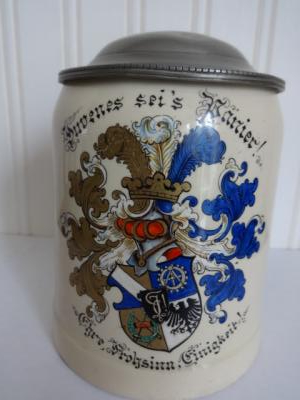 Juvenes sei's Panier!
Ehre, Frohsinn, Einigkeit!